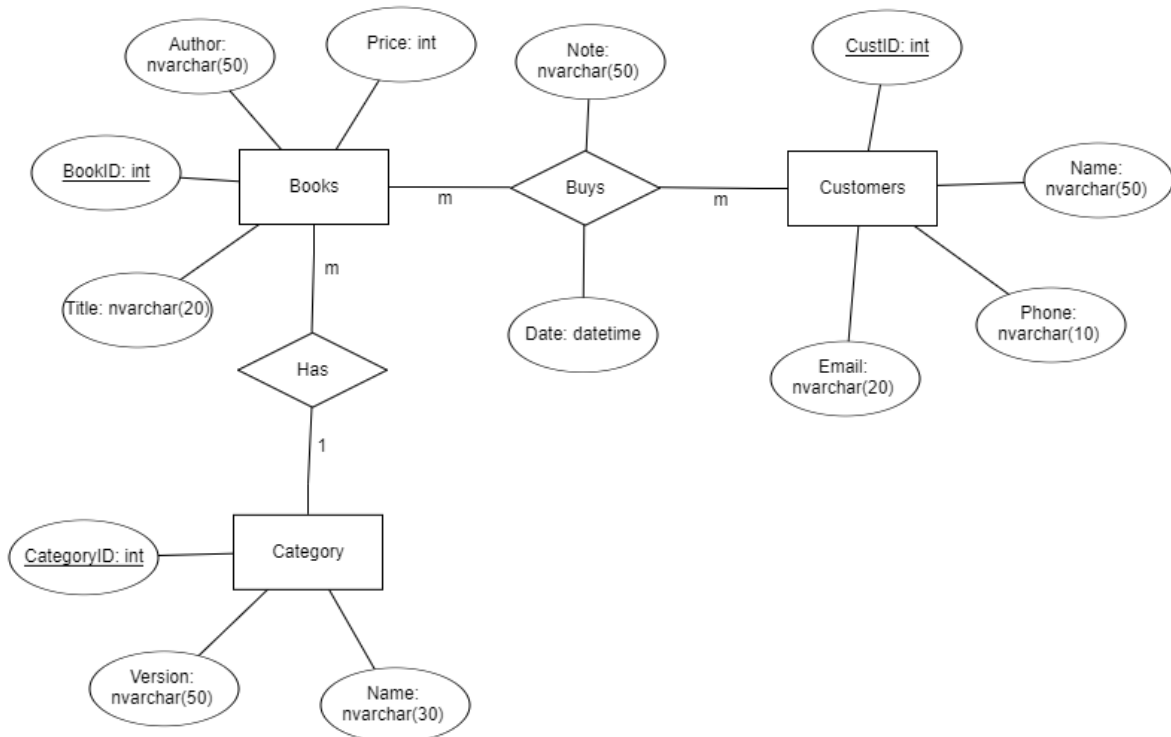 Author:
nvarchar(50)
Price: int
Note:
nvarchar(50)
CustID: int
BookID: int
Books
m
Buys
m
Customers
Name:
nvarchar(50)
m
Title: nvarchar(20)
Date: datetime
Phone:
nvarchar(10)
Has
Email:
nvarchar(20)
1
CategoryID: int
Category
Version:
nvarchar(50)
Name:
nvarchar(30)